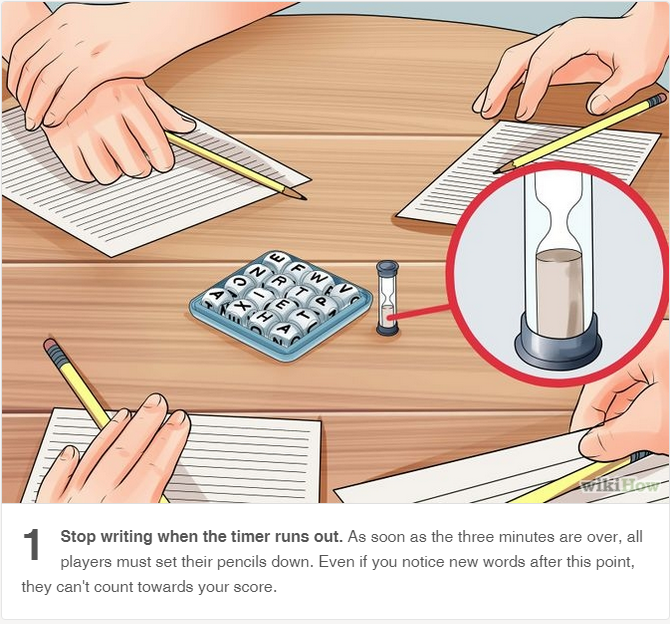 E F W V
C N R T P
A X I E T
H A
wikiHow
1 Stop writing when the timer runs out. As soon as the three minutes are over, all
players must set their pencils down. Even if you notice new words after this point,
they can't count towards your score.